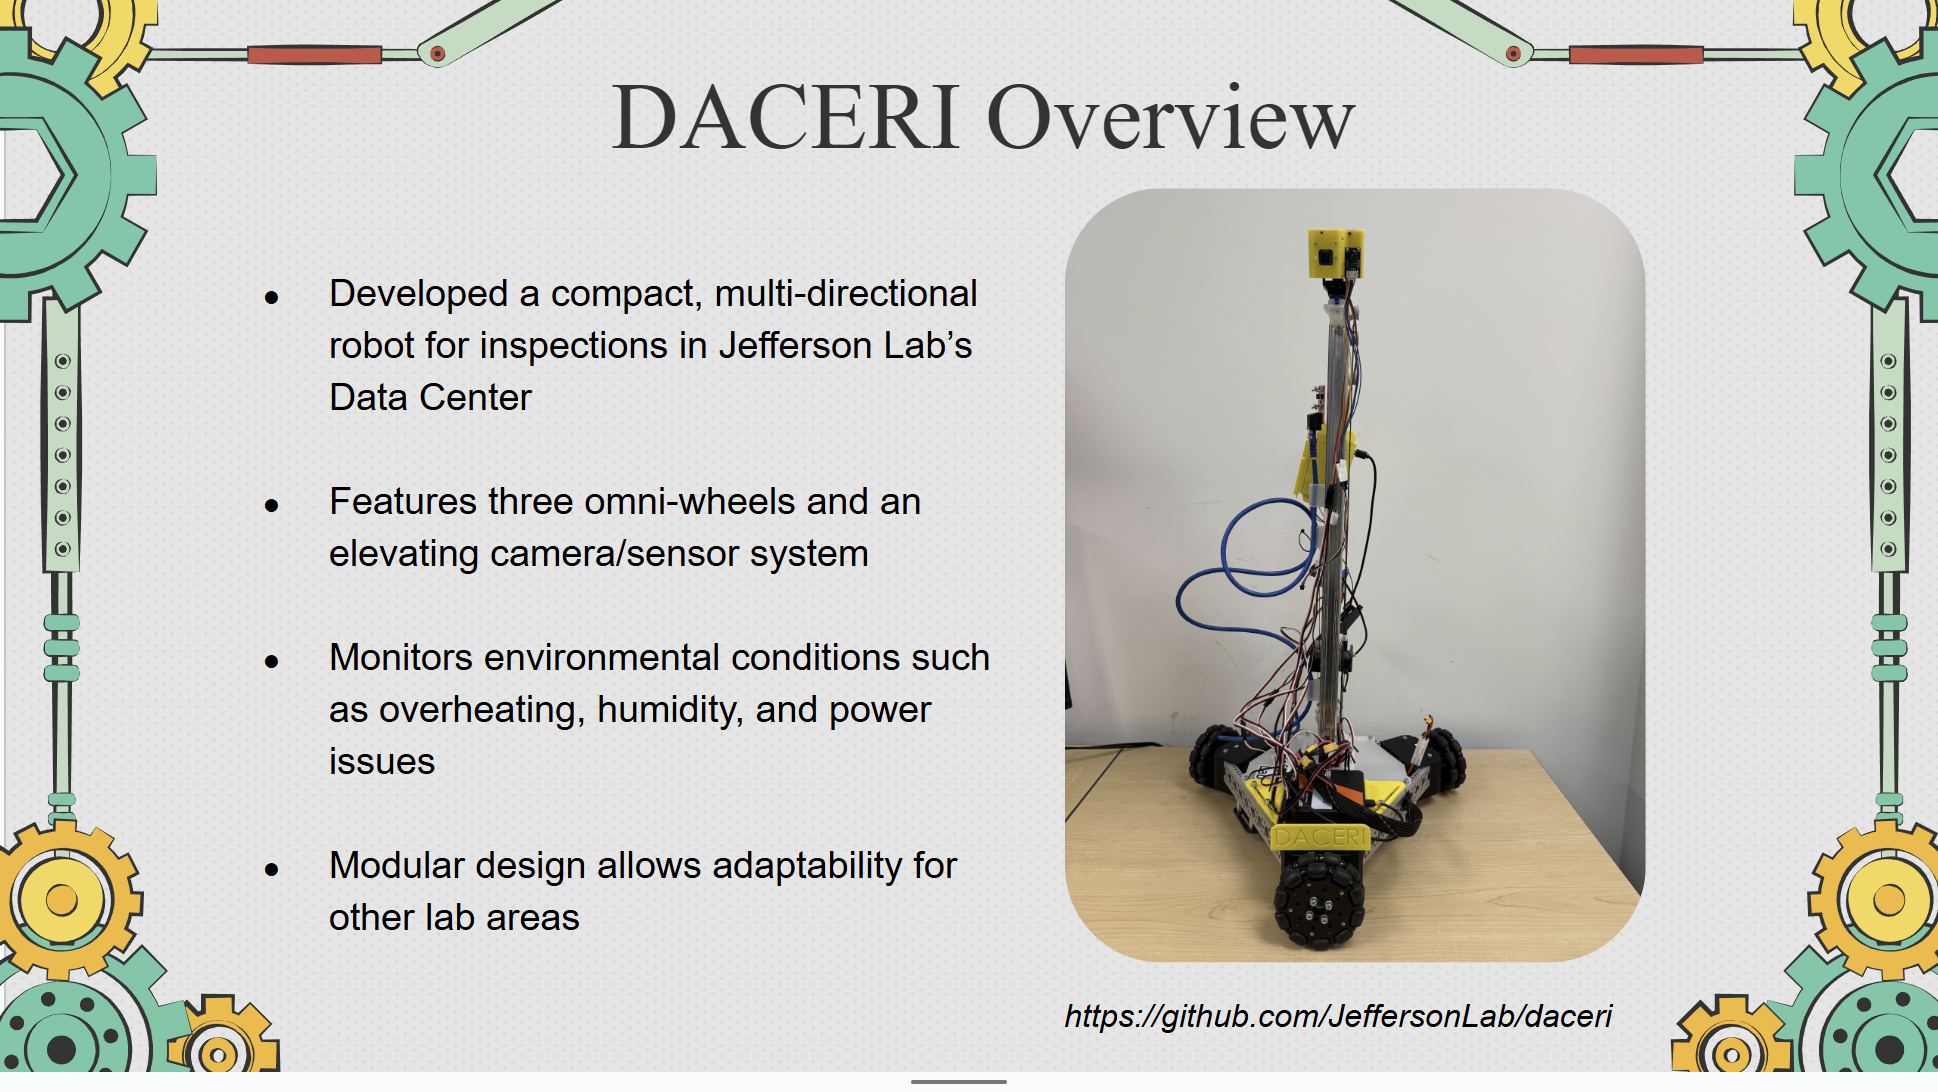 DACERI Overview
● Developed a compact, multi-directional
robot for inspections in Jefferson Lab’s
Data Center
● Features three omni-wheels and an
elevating camera/sensor system
● Monitors environmental conditions such
as overheating, humidity, and power
issues
● Modular design allows adaptability for
other lab areas
DACERI
https://github.com/JeffersonLab/daceri